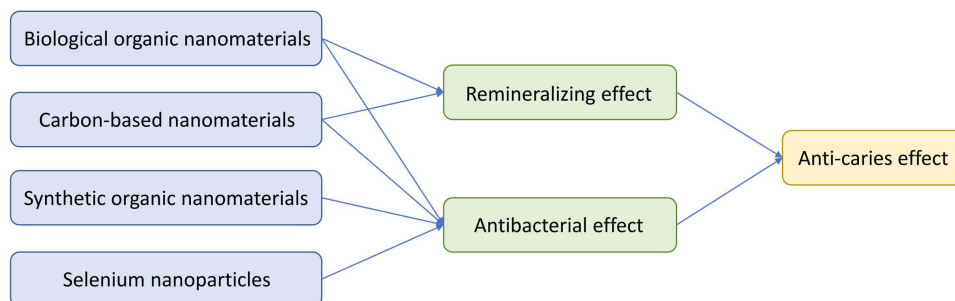 Biological organic nanomaterials
Carbon-based nanomaterials
Synthetic organic nanomaterials
Selenium nanoparticles
Remineralizing effect
Antibacterial effect
Anti-caries effect